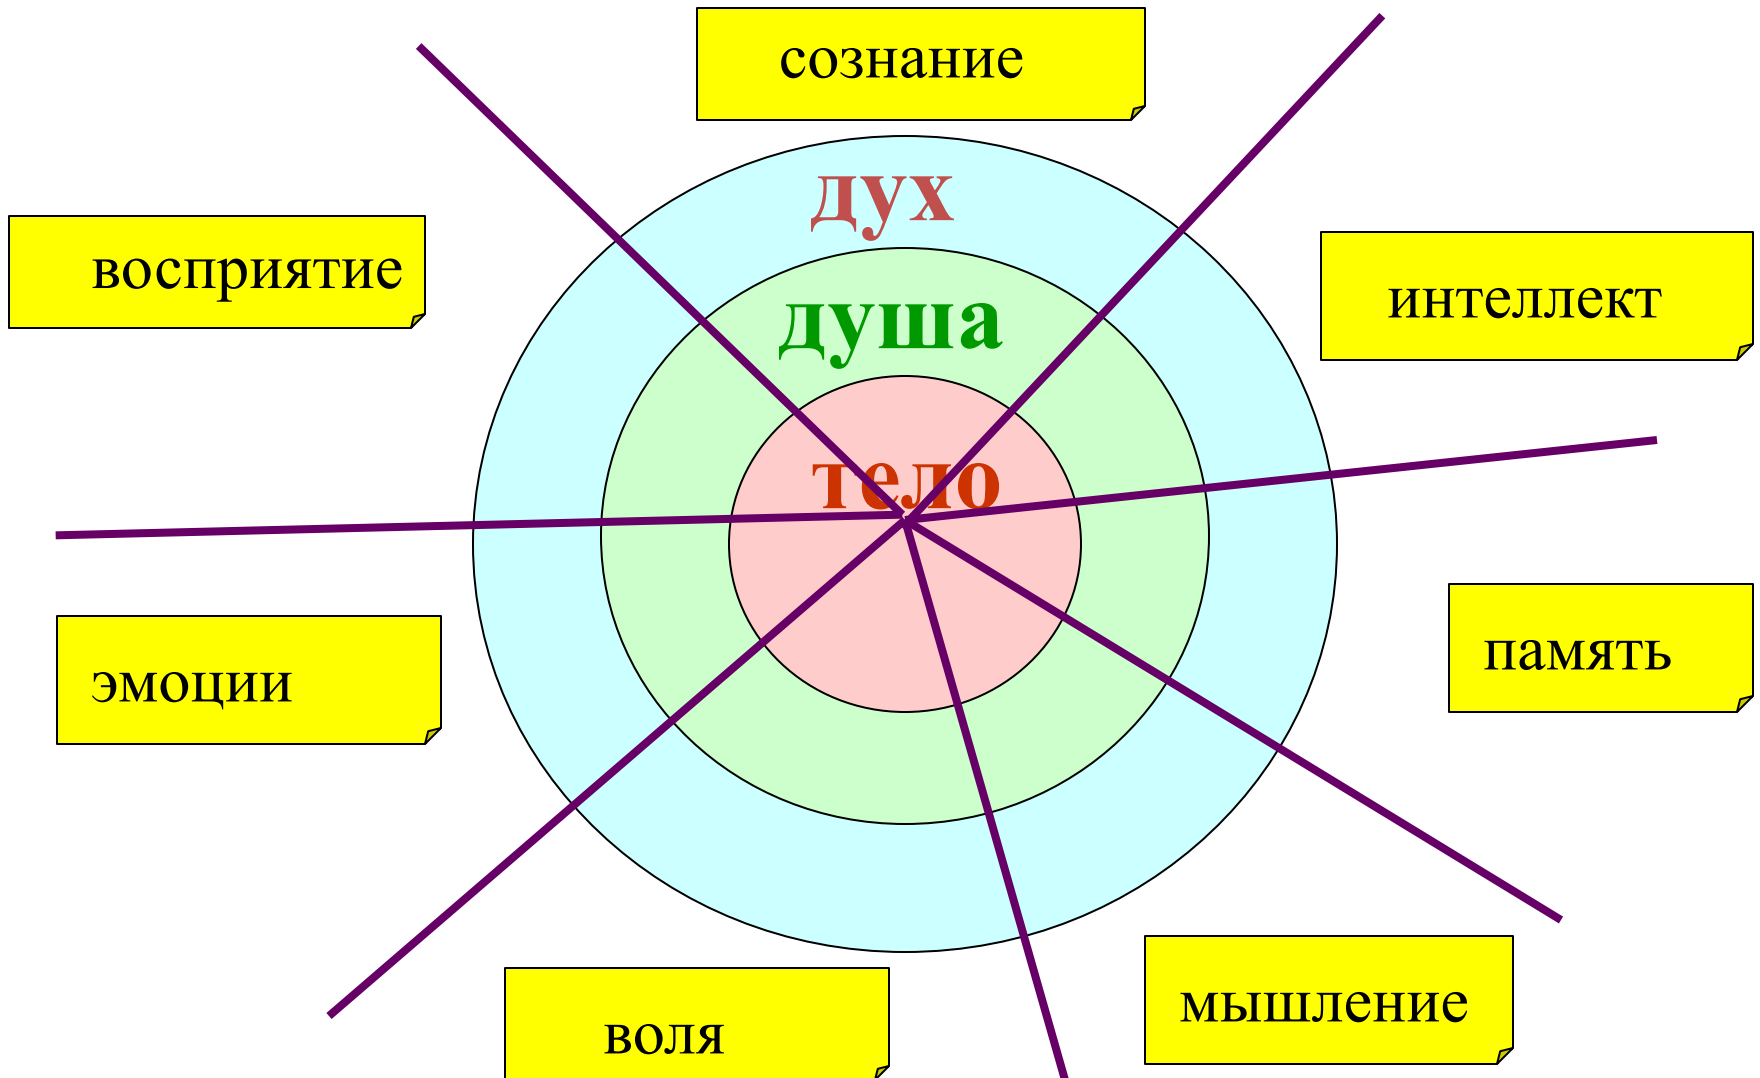 сознание
дух
восприятие
интеллект
душа
тело
эмоции
память
мышление
воля